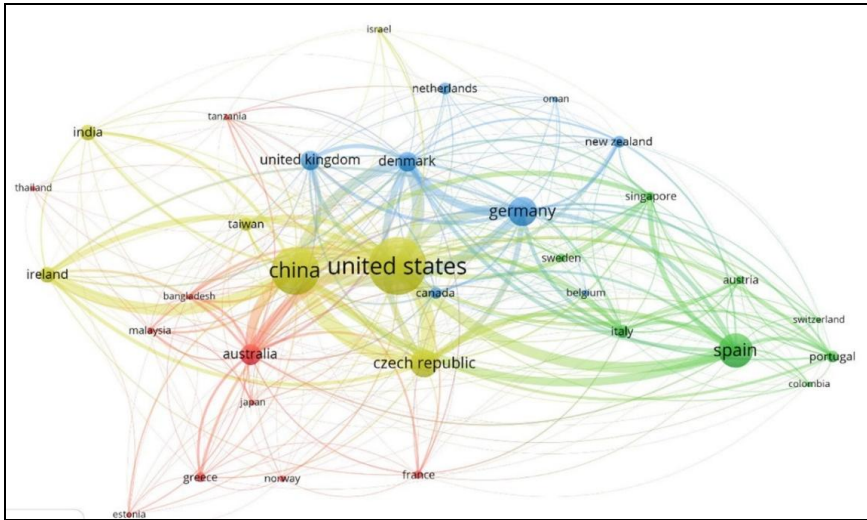 israel
netherlands
oman
tanzania
india
new zealand
united kingdom
denmark
thailand
singapore
germany
taiwan
sweden
china
united states
ireland
austria
canada
belgium
bangladesh
switzerland
malaysia
italy
australia
spain
portugal
czech republic
colombia
japan
france
greece
norway
estonia